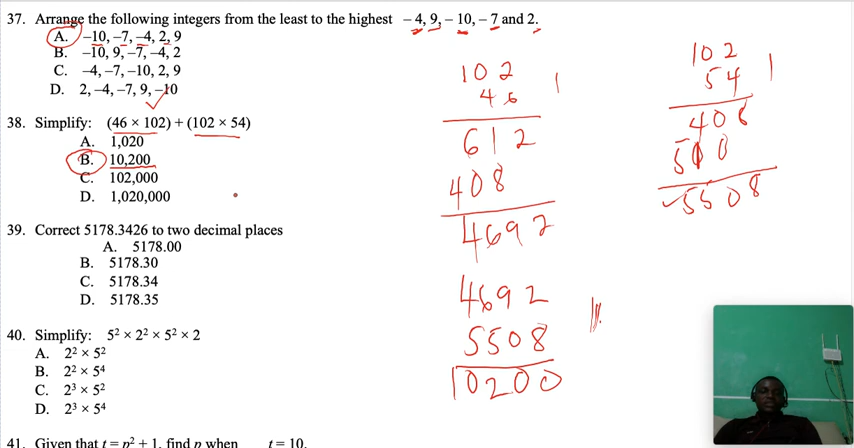 37. Arrange the following integers from the least to the highest – 4, 9, – 10, – 7 and 2.
A. –10, –7, –4, 2, 9
B. –10, 9, –7, –4, 2
C. –4, –7, –10, 2, 9
D. 2, –4, –7, 9, –10
38. Simplify: (46 × 102) + (102 × 54)
A. 1,020
B. 10,200
C. 102,000
D. 1,020,000
39. Correct 5178.3426 to two decimal places
A. 5178.00
B. 5178.30
C. 5178.34
D. 5178.35
40. Simplify: 5² × 2² × 5² × 2
A. 2² × 5²
B. 2² × 5⁴
C. 2³ × 5²
D. 2³ × 5⁴
41. Given that t = p² + 1, find p when t = 10.
102
46
612
408
4692
4692
5508
10200
102
54
408
510
5508